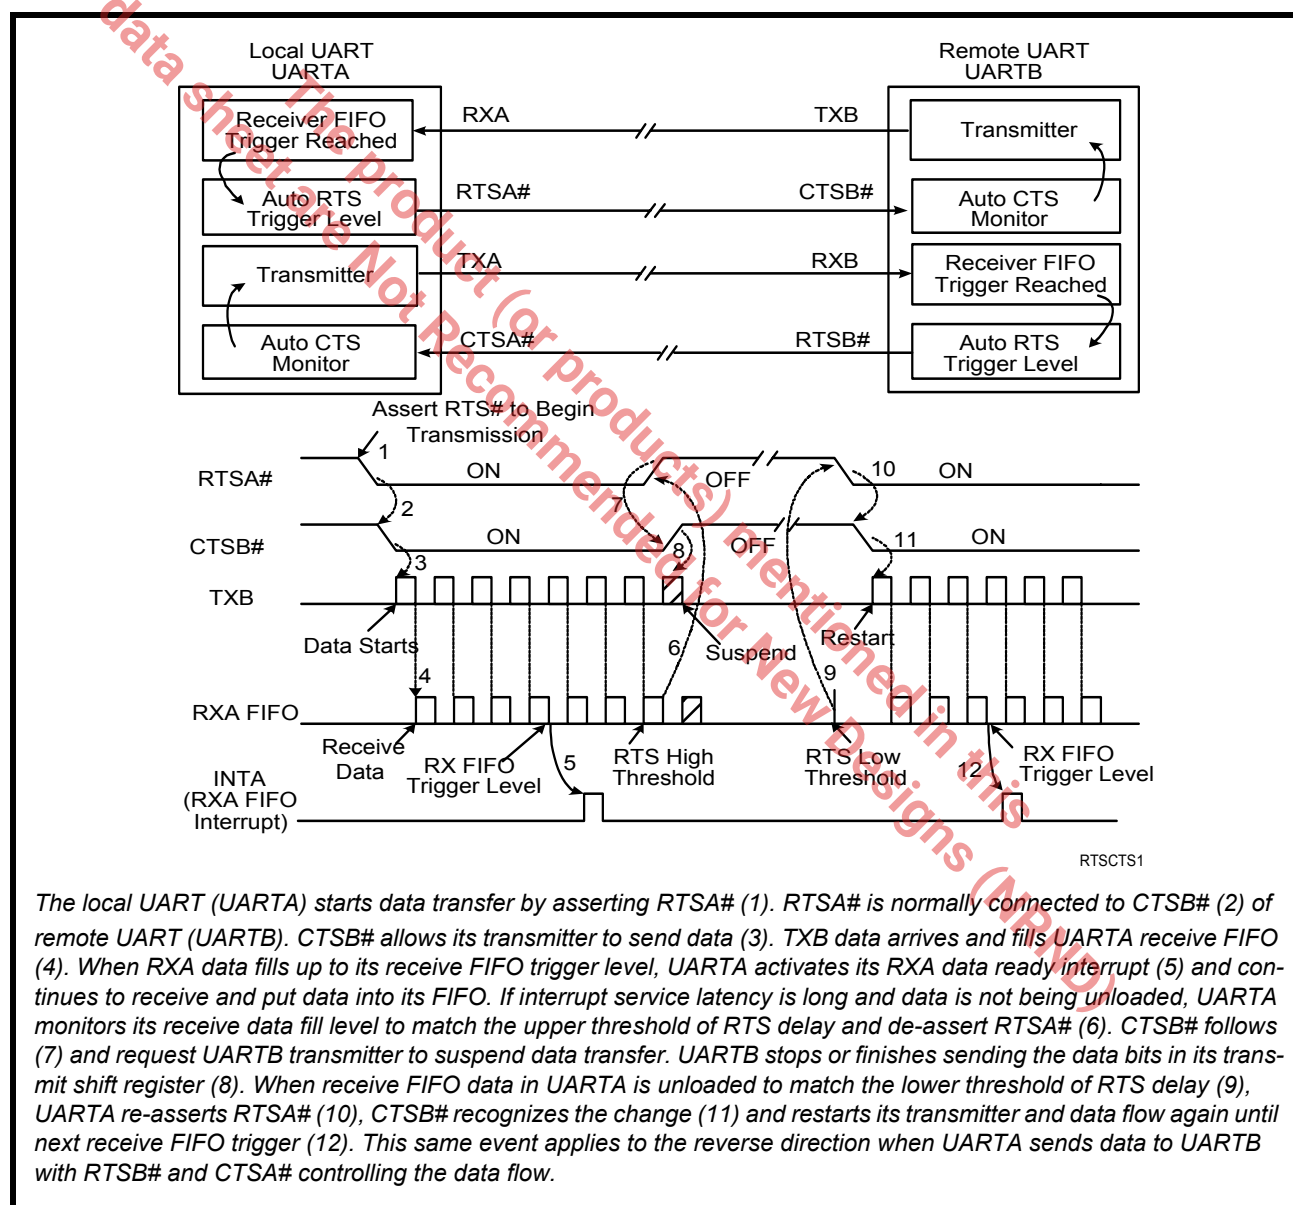 Local UART
UARTA
Remote UART
UARTB
Receiver FIFO
Trigger Reached
RXA
TXB
Transmitter
Auto RTS
Trigger Level
RTSA#
CTSB#
Auto CTS
Monitor
Transmitter
TXA
RXB
Receiver FIFO
Trigger Reached
Auto CTS
Monitor
CTSA#
RTSB#
Auto RTS
Trigger Level
Assert RTS# to Begin
Transmission
RTSA#
1
ON
OFF
10
ON
2
7
CTSB#
ON
8
OFF
11
ON
3
TXB
Data Starts
6
Suspend
Restart
4
9
RXA FIFO
Receive
Data
RX FIFO
Trigger Level
5
RTS High
Threshold
RTS Low
Threshold
12
RX FIFO
Trigger Level
INTA
(RXA FIFO
Interrupt)
RTSCTS1
The local UART (UARTA) starts data transfer by asserting RTSA# (1). RTSA# is normally connected to CTSB# (2) of
remote UART (UARTB). CTSB# allows its transmitter to send data (3). TXB data arrives and fills UARTA receive FIFO
(4). When RXA data fills up to its receive FIFO trigger level, UARTA activates its RXA data ready interrupt (5) and con-
tinues to receive and put data into its FIFO. If interrupt service latency is long and data is not being unloaded, UARTA
monitors its receive data fill level to match the upper threshold of RTS delay and de-assert RTSA# (6). CTSB# follows
(7) and request UARTB transmitter to suspend data transfer. UARTB stops or finishes sending the data bits in its trans-
mit shift register (8). When receive FIFO data in UARTA is unloaded to match the lower threshold of RTS delay (9),
UARTA re-asserts RTSA# (10), CTSB# recognizes the change (11) and restarts its transmitter and data flow again until
next receive FIFO trigger (12). This same event applies to the reverse direction when UARTA sends data to UARTB
with RTSB# and CTSA# controlling the data flow.
The product (or products) mentioned in this
data sheet are Not Recommended for New Designs (NRND)